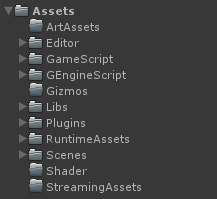 Assets
ArtAssets
Editor
GameScript
GEngineScript
Gizmos
Libs
Plugins
RuntimeAssets
Scenes
Shader
StreamingAssets